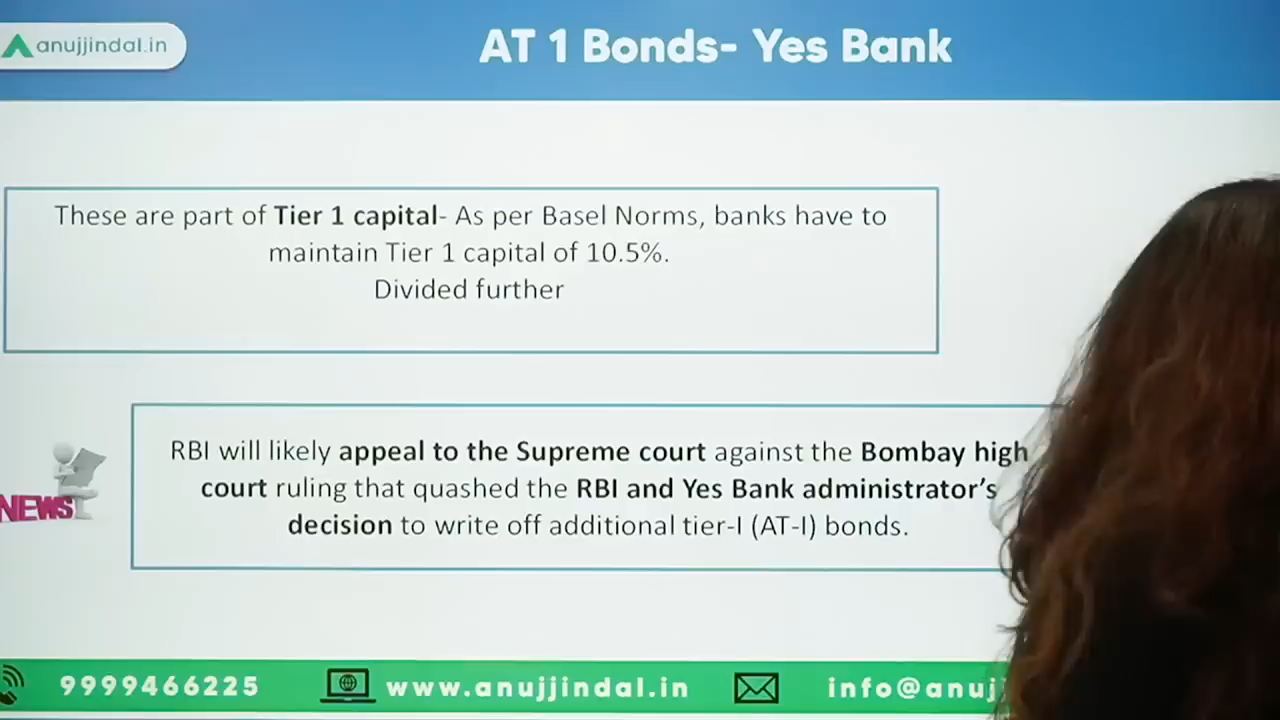 anujjindal.in
AT 1 Bonds- Yes Bank
These are part of Tier 1 capital- As per Basel Norms, banks have to
maintain Tier 1 capital of 10.5%.
Divided further
RBI will likely appeal to the Supreme court against the Bombay high
court ruling that quashed the RBI and Yes Bank administrator's
decision to write off additional tier-I (AT-I) bonds.
NEWS
9999466225
www.anujjindal.in
info@anujj